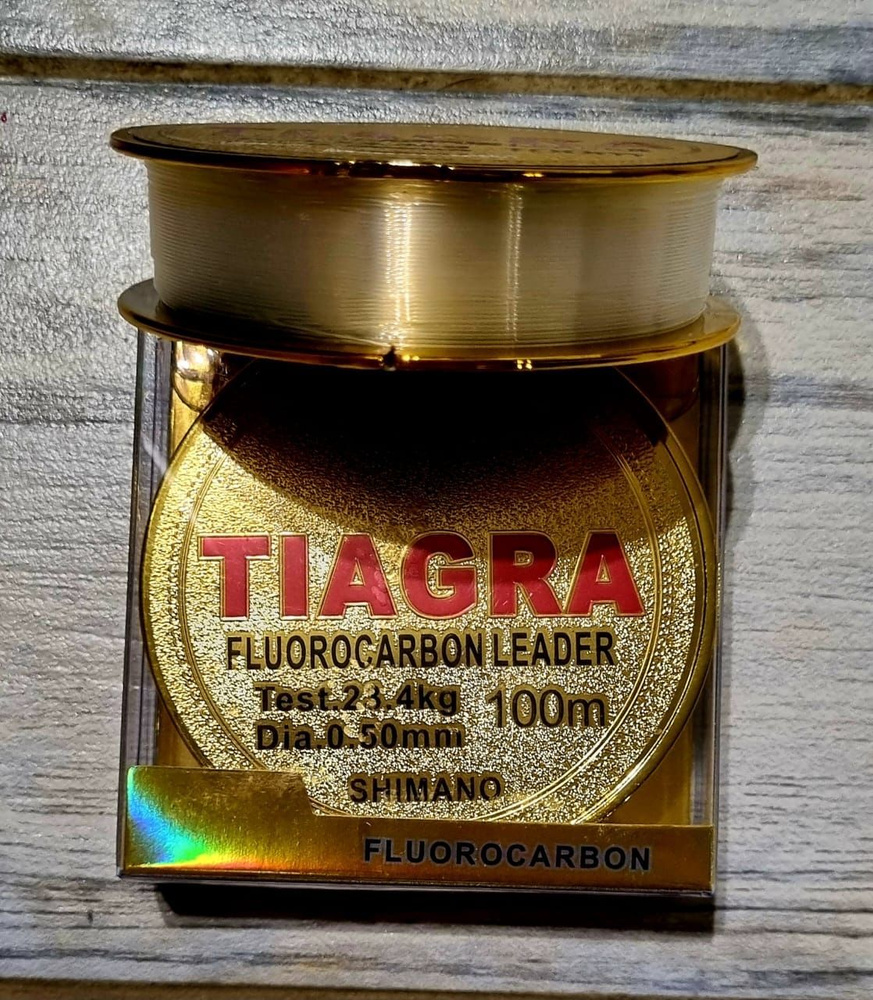 TIAGRA
FLUOROCARBON LEADER
Test.23.4kg 100m
Dia.0.50mm
SHIMANO
FLUOROCARBON